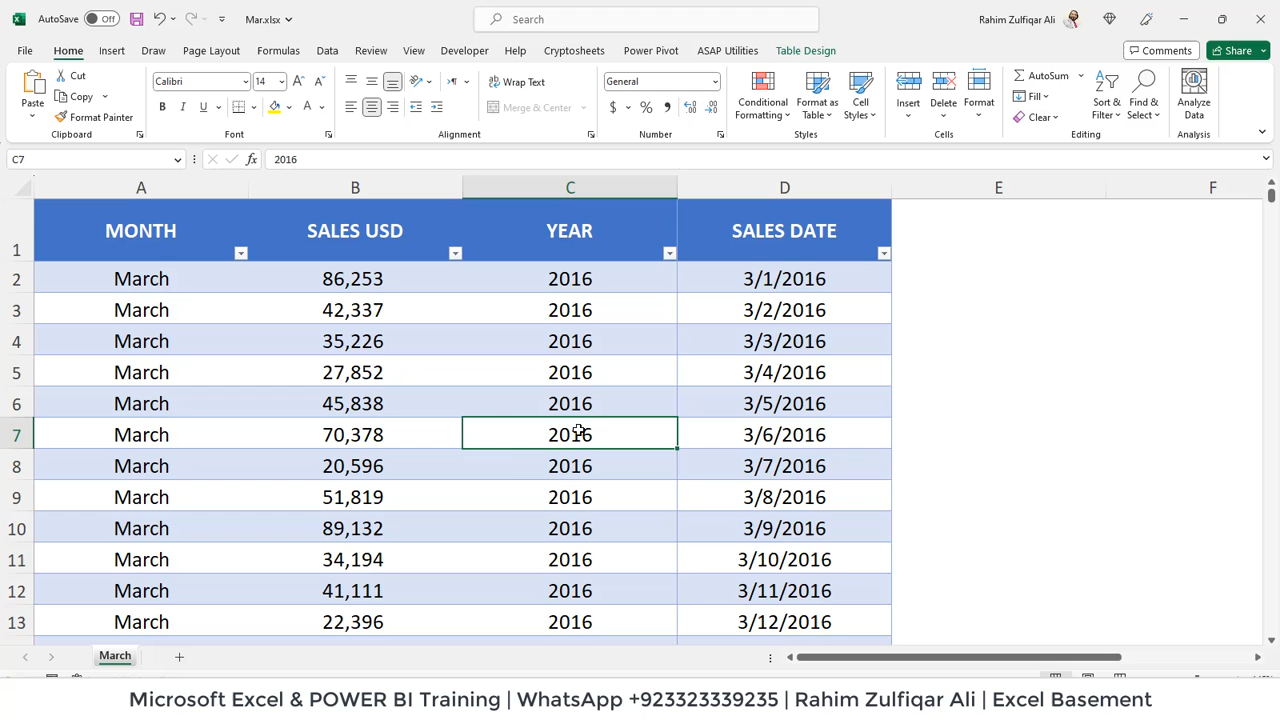 AutoSave Off Mar.xlsx Search Rahim Zulfiqar Ali
File Home Insert Draw Page Layout Formulas Data Review View Developer Help Cryptosheets Power Pivot ASAP Utilities Table Design Comments Share
Paste Cut Copy Format Painter
Calibri 14
B I U
Wrap Text
Merge & Center
General
$ % ,
Conditional Formatting Format as Table Cell Styles
Insert Delete Format
AutoSum Fill Clear
Sort & Filter Find & Select Analyze Data
Clipboard Font Alignment Number Styles Cells Editing Analysis
C7 fx 2016
A B C D E F
1 MONTH SALES USD YEAR SALES DATE
2 March 86,253 2016 3/1/2016
3 March 42,337 2016 3/2/2016
4 March 35,226 2016 3/3/2016
5 March 27,852 2016 3/4/2016
6 March 45,838 2016 3/5/2016
7 March 70,378 2016 3/6/2016
8 March 20,596 2016 3/7/2016
9 March 51,819 2016 3/8/2016
10 March 89,132 2016 3/9/2016
11 March 34,194 2016 3/10/2016
12 March 41,111 2016 3/11/2016
13 March 22,396 2016 3/12/2016
March
Microsoft Excel & POWER BI Training | WhatsApp +923323339235 | Rahim Zulfiqar Ali | Excel Basement